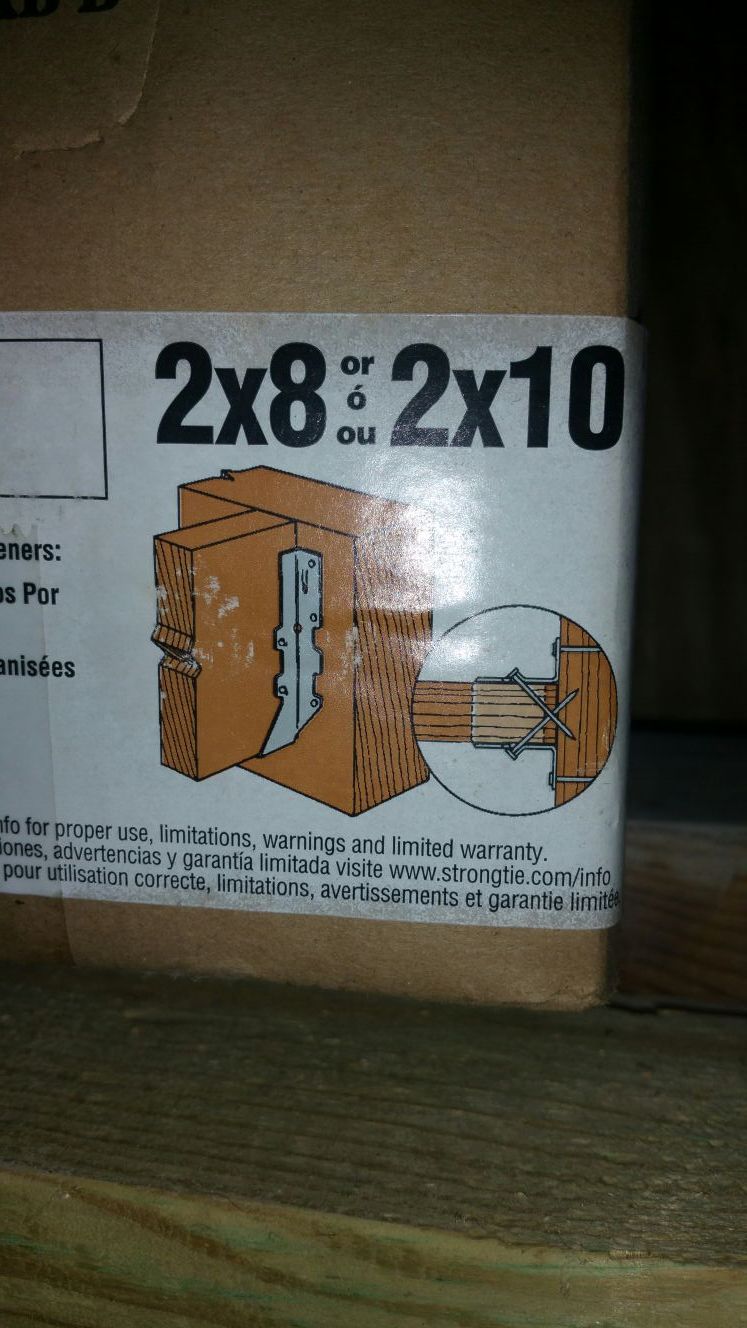 2x8 or ó ou 2x10
eners:
os Por
anisées
nfo for proper use, limitations, warnings and limited warranty.
iones, advertencias y garantía limitada visite www.strongtie.com/info
pour utilisation correcte, limitations, avertissements et garantie limitée